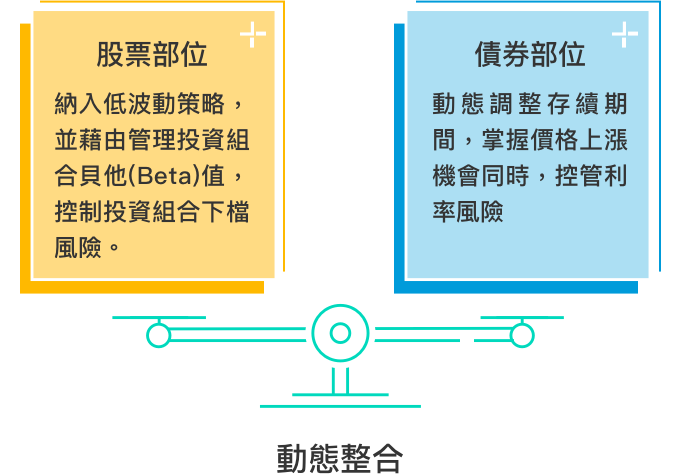 股票部位
納入低波動策略，
並藉由管理投資組
合貝他(Beta)值，
控制投資組合下檔
風險。
債券部位
動態調整存續期
間，掌握價格上漲
機會同時，控管利
率風險
動態整合